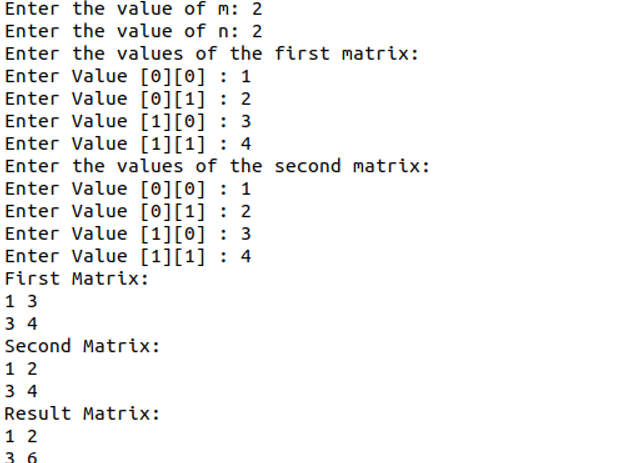 Enter the value of m: 2
Enter the value of n: 2
Enter the values of the first matrix:
Enter Value [0][0] : 1
Enter Value [0][1] : 2
Enter Value [1][0] : 3
Enter Value [1][1] : 4
Enter the values of the second matrix:
Enter Value [0][0] : 1
Enter Value [0][1] : 2
Enter Value [1][0] : 3
Enter Value [1][1] : 4
First Matrix:
1 3
3 4
Second Matrix:
1 2
3 4
Result Matrix:
1 2
3 6